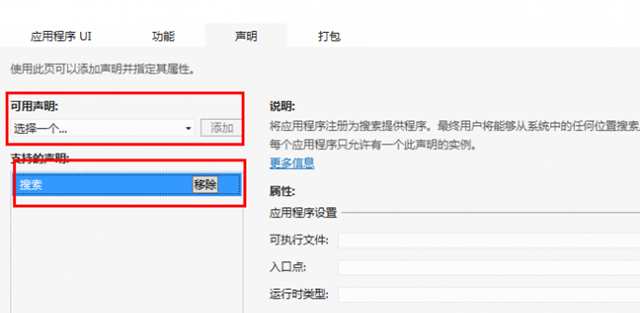 应用程序 UI 功能 声明 打包
使用此页可以添加声明并指定其属性。
可用声明:
选择一个... 添加
支持的声明:
搜索 移除
说明:
将应用程序注册为搜索提供程序。最终用户将能够从系统中的任何位置搜索
每个应用程序只允许有一个此声明的实例。
更多信息
属性:
应用程序设置
可执行文件:
入口点:
运行时类型: